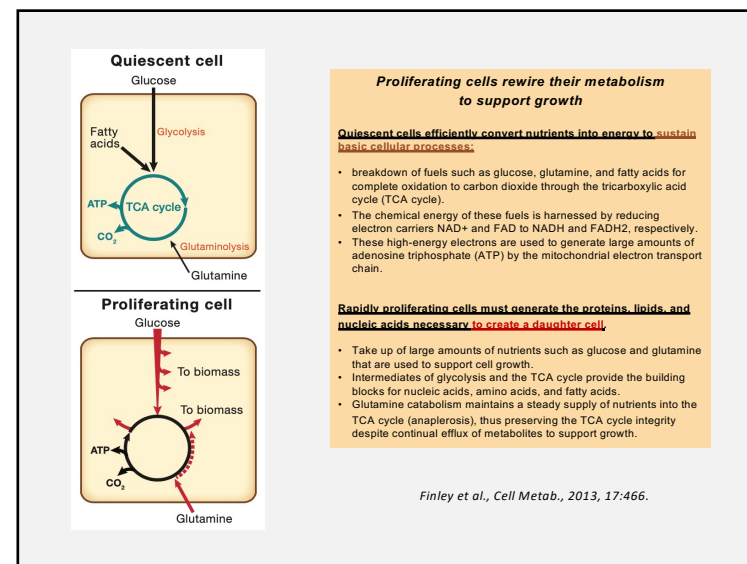 Quiescent cell
Glucose
Fatty
acids
Glycolysis
ATP
TCA cycle
CO2
Glutaminolysis
Glutamine
Proliferating cell
Glucose
To biomass
To biomass
ATP
CO2
Glutamine
Proliferating cells rewire their metabolism
to support growth
Quiescent cells efficiently convert nutrients into energy to sustain
basic cellular processes:
• breakdown of fuels such as glucose, glutamine, and fatty acids for
complete oxidation to carbon dioxide through the tricarboxylic acid
cycle (TCA cycle).
• The chemical energy of these fuels is harnessed by reducing
electron carriers NAD+ and FAD to NADH and FADH2, respectively.
• These high-energy electrons are used to generate large amounts of
adenosine triphosphate (ATP) by the mitochondrial electron transport
chain.
Rapidly proliferating cells must generate the proteins, lipids, and
nucleic acids necessary to create a daughter cell.
• Take up of large amounts of nutrients such as glucose and glutamine
that are used to support cell growth.
• Intermediates of glycolysis and the TCA cycle provide the building
blocks for nucleic acids, amino acids, and fatty acids.
• Glutamine catabolism maintains a steady supply of nutrients into the
TCA cycle (anaplerosis), thus preserving the TCA cycle integrity
despite continual efflux of metabolites to support growth.
Finley et al., Cell Metab., 2013, 17:466.